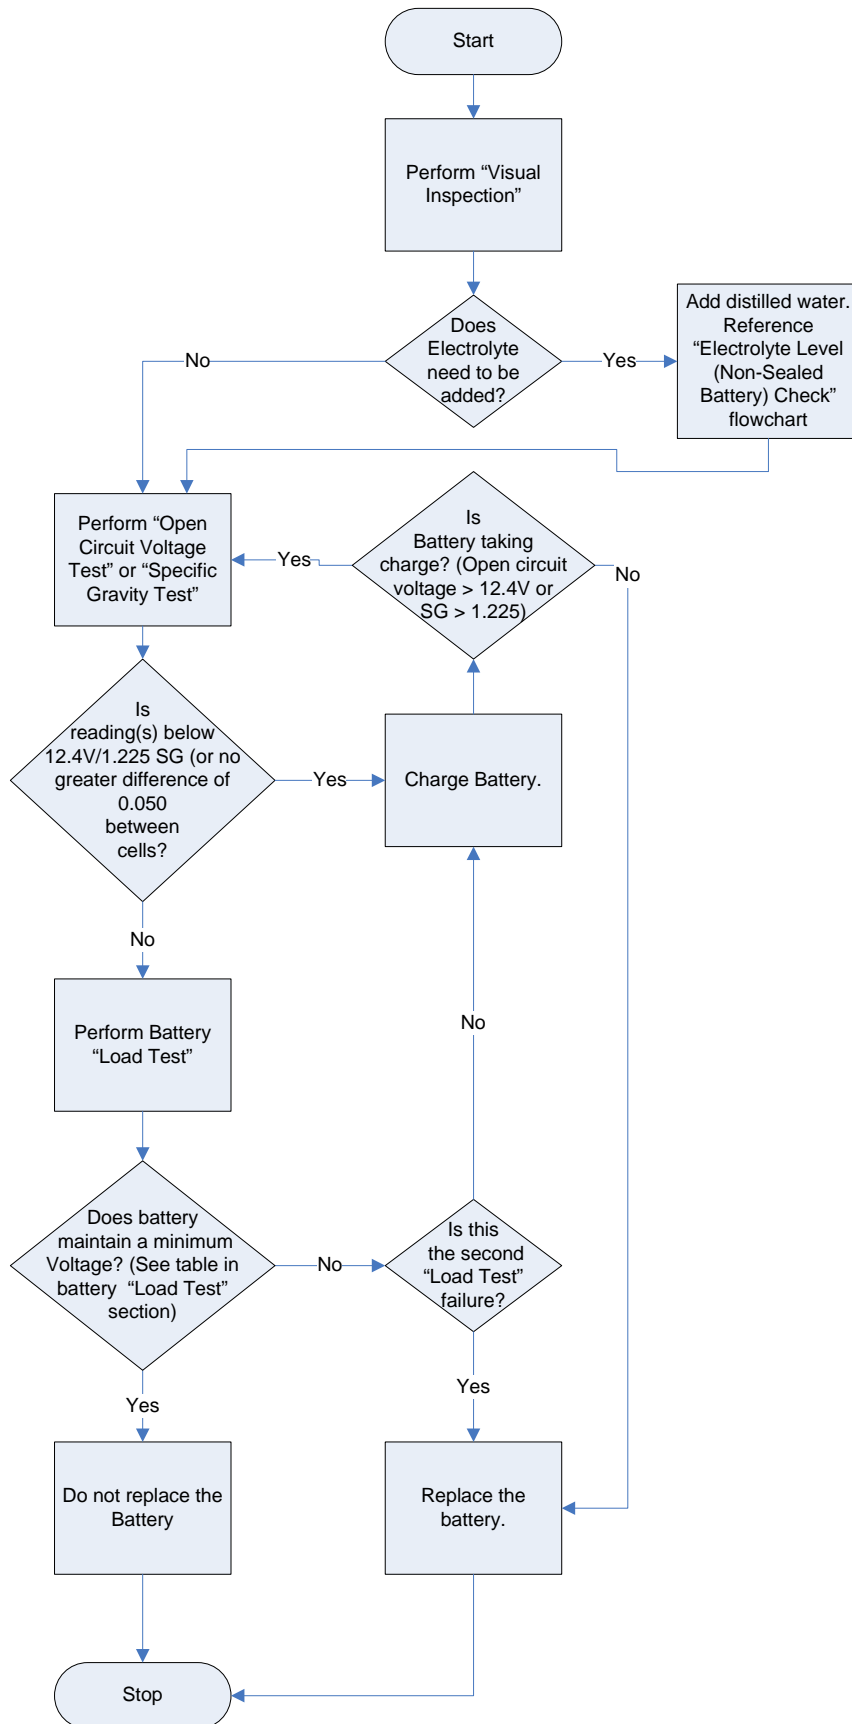 Start
Perform “Visual
Inspection”
Does
Electrolyte
need to be
added?
No
Yes
Add distilled water.
Reference
“Electrolyte Level
(Non-Sealed
Battery) Check”
flowchart
Perform “Open
Circuit Voltage
Test” or “Specific
Gravity Test”
Yes
Is
Battery taking
charge? (Open circuit
voltage > 12.4V or
SG > 1.225)
No
Is
reading(s) below
12.4V/1.225 SG (or no
greater difference of
0.050
between
cells?
Yes
Charge Battery.
No
No
Perform Battery
“Load Test”
Does battery
maintain a minimum
Voltage? (See table in
battery  “Load Test”
section)
No
Is this
the second
“Load Test”
failure?
Yes
Yes
Do not replace the
Battery
Replace the
battery.
Stop